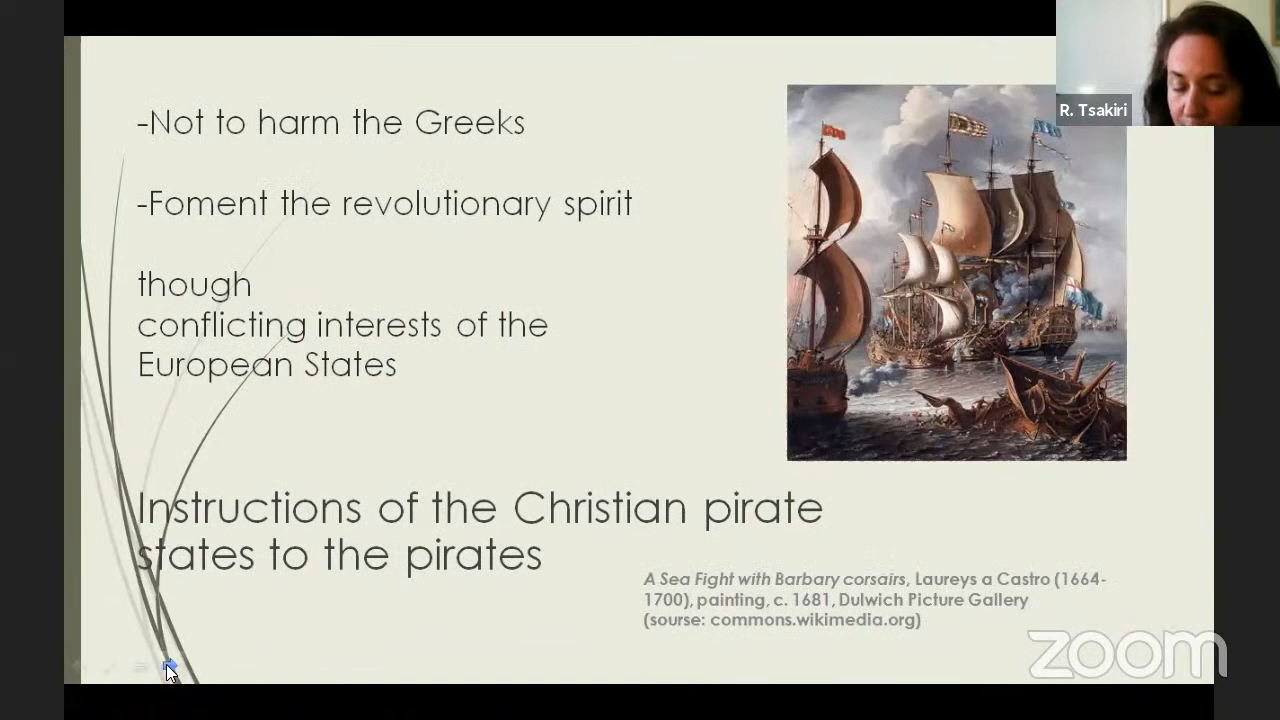 -Not to harm the Greeks
-Foment the revolutionary spirit
though
conflicting interests of the
European States
Instructions of the Christian pirate
states to the pirates
A Sea Fight with Barbary corsairs, Laureys a Castro (1664-
1700), painting, c. 1681, Dulwich Picture Gallery
(sourse: commons.wikimedia.org)
R. Tsakiri
zoom